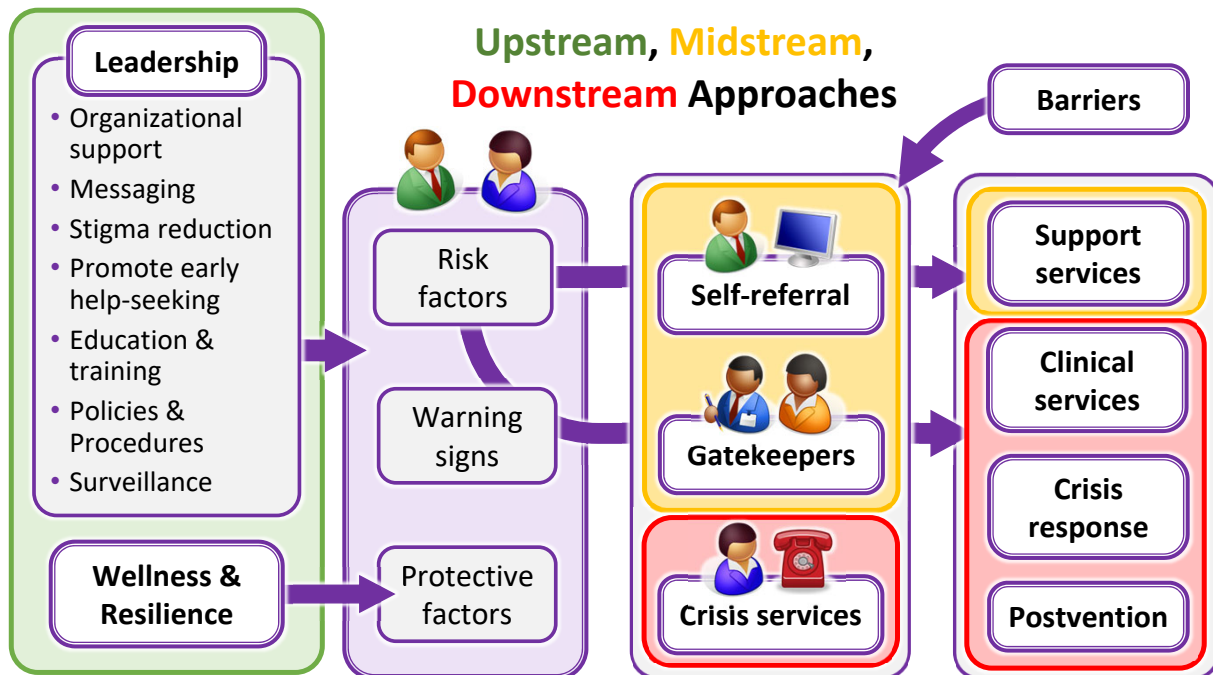 Upstream, Midstream,
Downstream Approaches
Leadership
• Organizational
support
• Messaging
• Stigma reduction
• Promote early
help-seeking
• Education &
training
• Policies &
Procedures
• Surveillance
Wellness &
Resilience
Risk
factors
Warning
signs
Protective
factors
Self-referral
Gatekeepers
Crisis services
Barriers
Support
services
Clinical
services
Crisis
response
Postvention